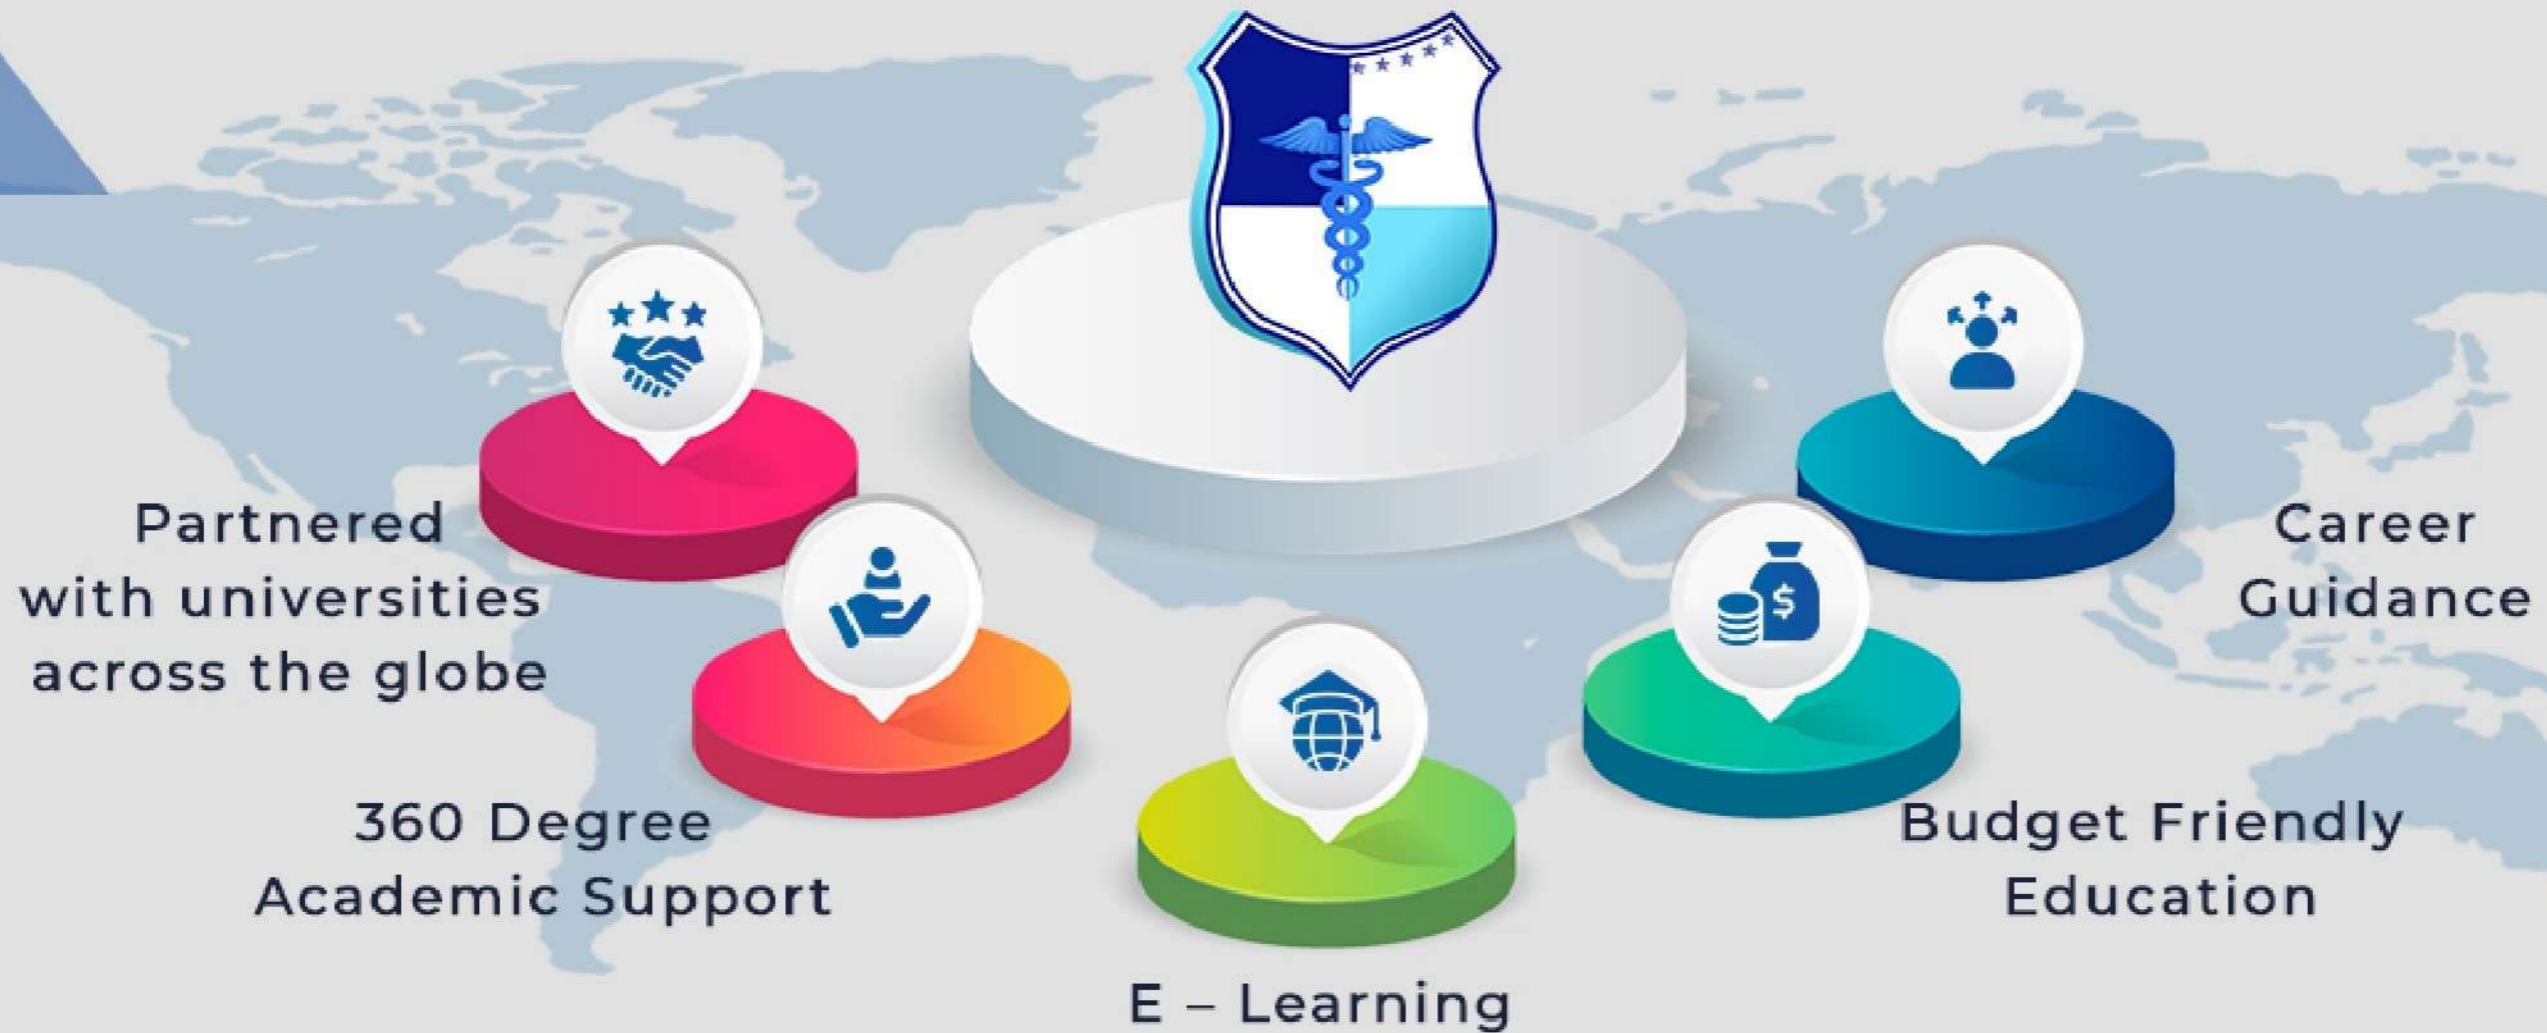 Partnered
with universities
across the globe
360 Degree
Academic Support
E – Learning
Budget Friendly
Education
Career
Guidance
$